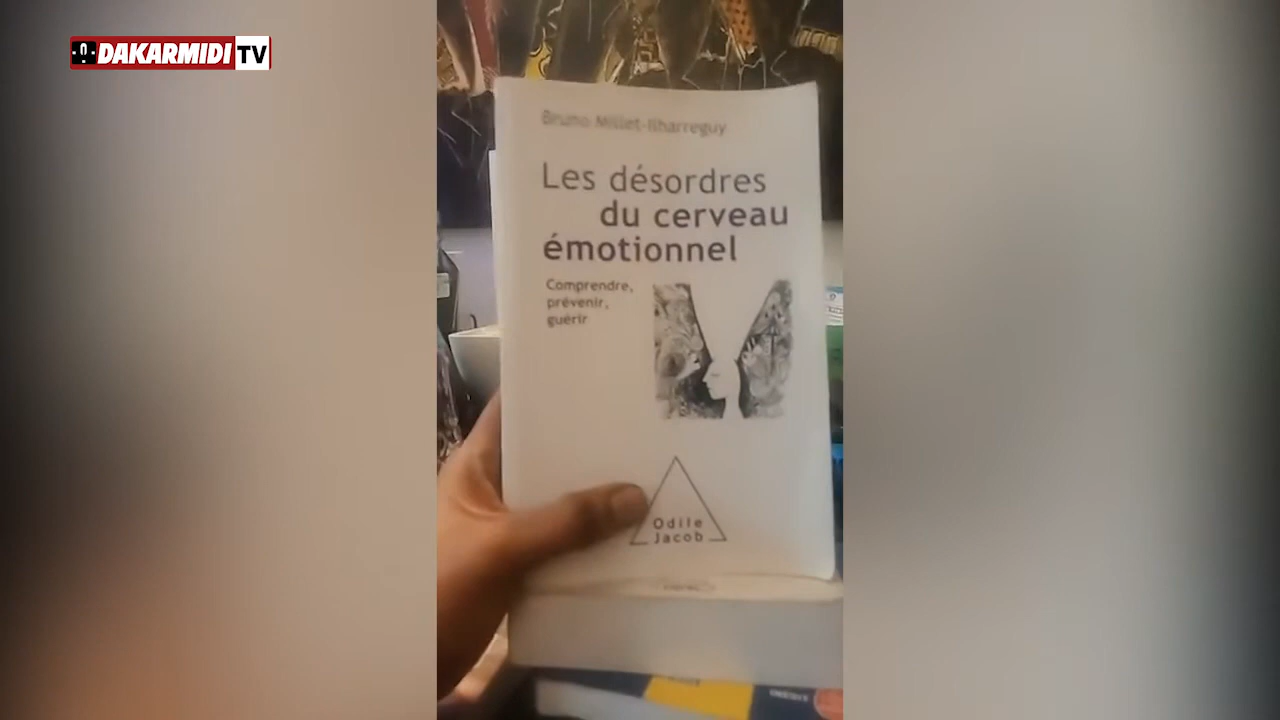 DAKARMIDI TV
Bruno Millet-Ilharreguy
Les désordres
du cerveau
émotionnel
Comprendre,
prévenir,
guérir
Odile
Jacob